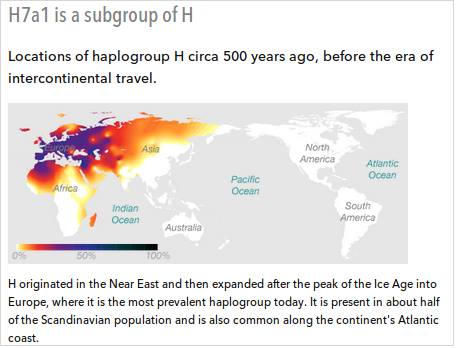 H7a1 is a subgroup of H
Locations of haplogroup H circa 500 years ago, before the era of
intercontinental travel.
Europe
Asia
North
America
Atlantic
Ocean
Africa
Pacific
Ocean
Indian
Ocean
South
America
Australia
0%
50%
100%
H originated in the Near East and then expanded after the peak of the Ice Age into
Europe, where it is the most prevalent haplogroup today. It is present in about half
of the Scandinavian population and is also common along the continent's Atlantic
coast.